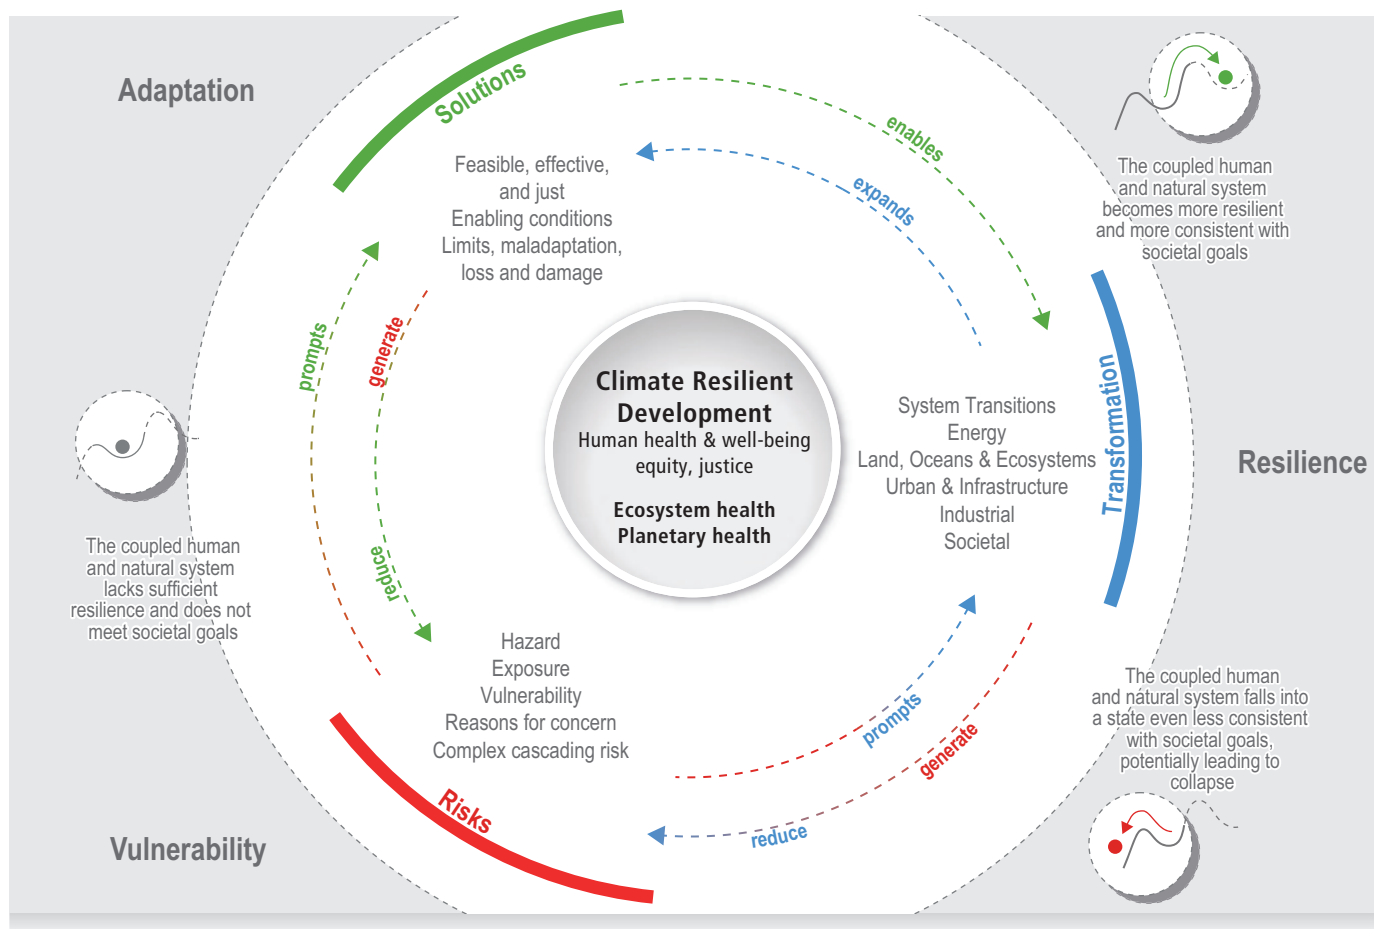 Adaptation
Solutions
Feasible, effective,
and just
Enabling conditions
Limits, maladaptation,
loss and damage
enables
expands
The coupled human
and natural system
becomes more resilient
and more consistent with
societal goals
prompts
generate
reduce
Climate Resilient
Development
Human health & well-being
equity, justice
Ecosystem health
Planetary health
System Transitions
Energy
Land, Oceans & Ecosystems
Urban & Infrastructure
Industrial
Societal
Transformation
Resilience
The coupled human
and natural system
lacks sufficient
resilience and does not
meet societal goals
Hazard
Exposure
Vulnerability
Reasons for concern
Complex cascading risk
Risks
prompts
generate
reduce
The coupled human
and natural system falls into
a state even less consistent
with societal goals,
potentially leading to
collapse
Vulnerability